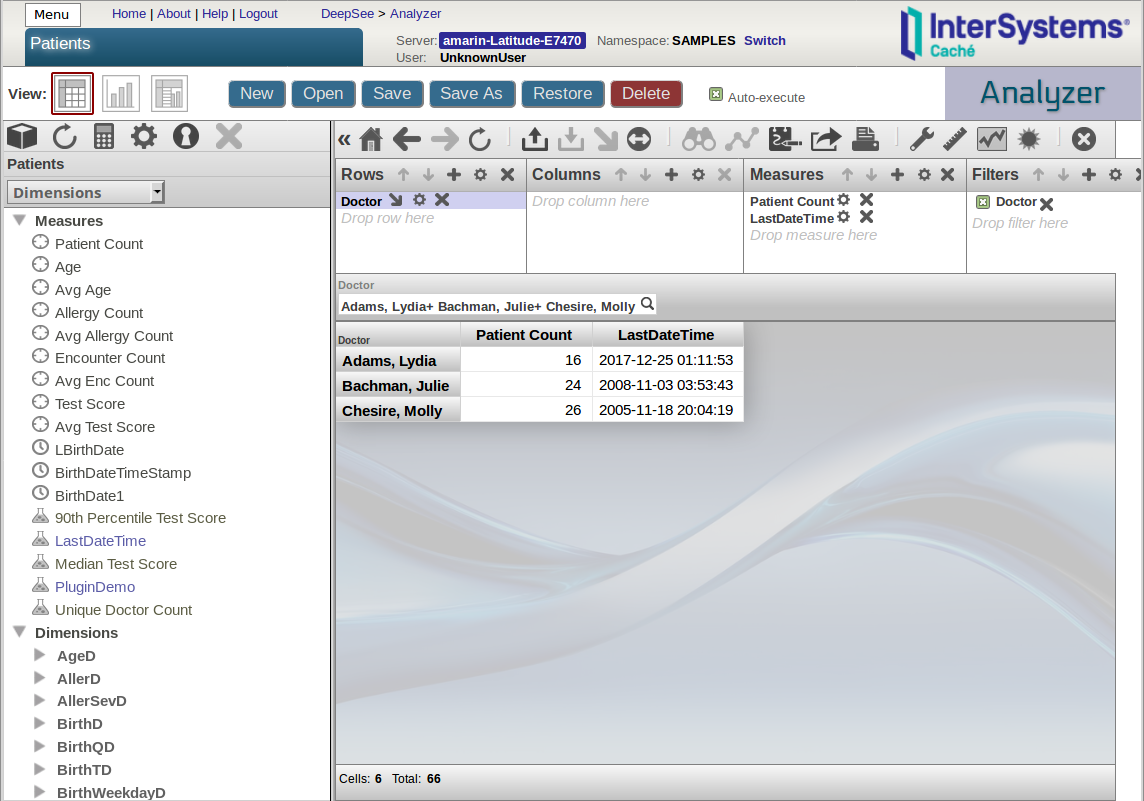 Menu
Home | About | Help | Logout
DeepSee > Analyzer
Patients
Server: amarin-Latitude-E7470 Namespace: SAMPLES Switch
User: UnknownUser
InterSystems®
Caché
View:
New Open Save Save As Restore Delete
Auto-execute
Analyzer
Patients
Dimensions
Measures
Patient Count
Age
Avg Age
Allergy Count
Avg Allergy Count
Encounter Count
Avg Enc Count
Test Score
Avg Test Score
LBirthDate
BirthDateTimeStamp
BirthDate1
90th Percentile Test Score
LastDateTime
Median Test Score
PluginDemo
Unique Doctor Count
Dimensions
AgeD
AllerD
AllerSevD
BirthD
BirthQD
BirthTD
BirthWeekdayD
Rows
Doctor
Drop row here
Columns
Drop column here
Measures
Patient Count
LastDateTime
Drop measure here
Filters
Doctor
Drop filter here
Doctor
Adams, Lydia+ Bachman, Julie+ Chesire, Molly
Doctor Patient Count LastDateTime
Adams, Lydia 16 2017-12-25 01:11:53
Bachman, Julie 24 2008-11-03 03:53:43
Chesire, Molly 26 2005-11-18 20:04:19
Cells: 6 Total: 66